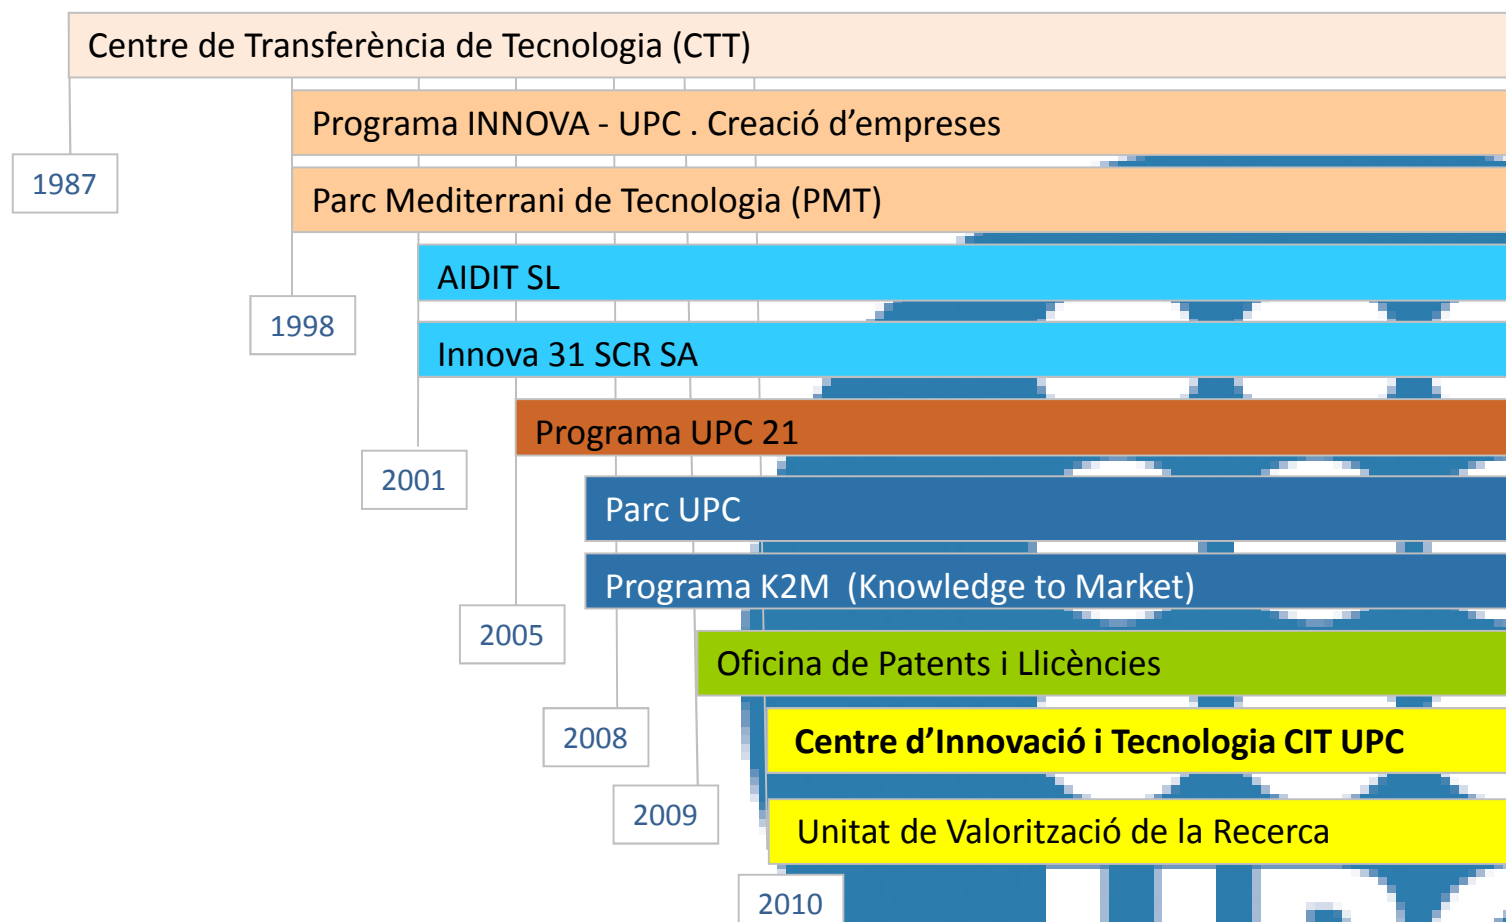 Centre de Transferència de Tecnologia (CTT)
Programa INNOVA - UPC . Creació d’empreses
1987
Parc Mediterrani de Tecnologia (PMT)
AIDIT SL
1998
Innova 31 SCR SA
Programa UPC 21
2001
Parc UPC
Programa K2M (Knowledge to Market)
2005
Oficina de Patents i Llicències
2008
Centre d’Innovació i Tecnologia CIT UPC
2009
Unitat de Valorització de la Recerca
2010